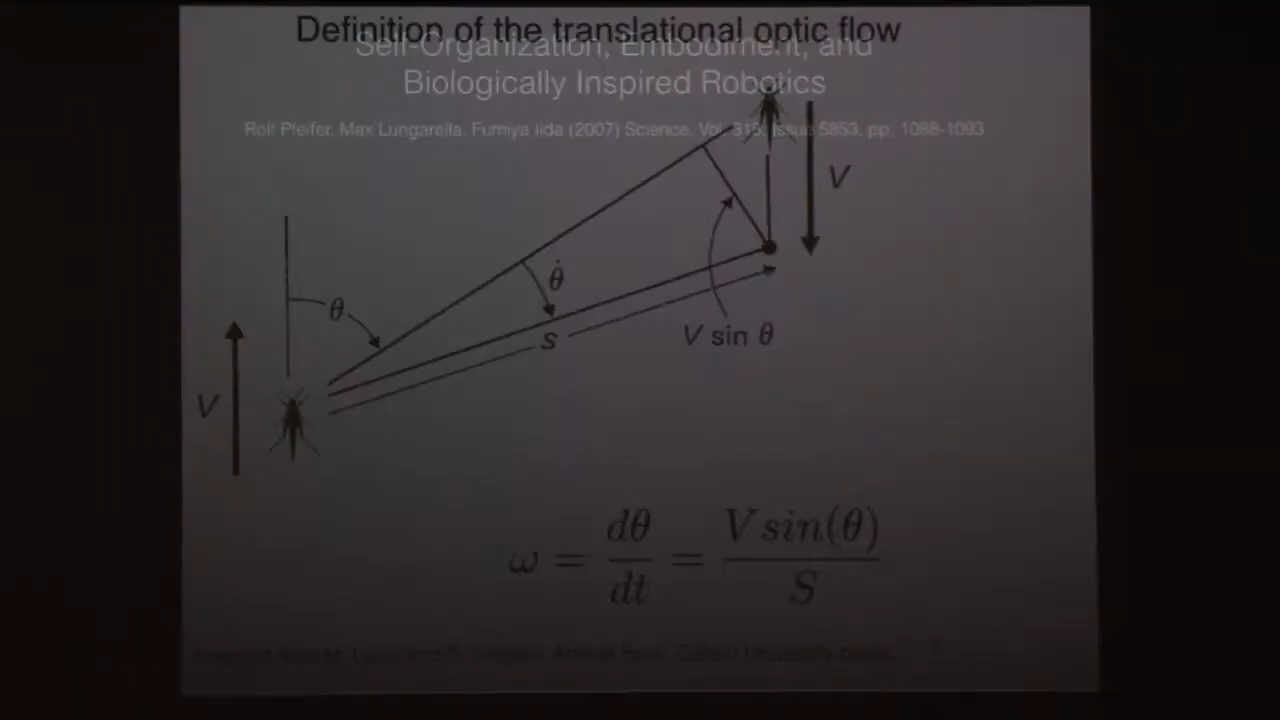 Definition of the translational optic flow
Self-Organization, Embodiment, and
Biologically Inspired Robotics
Rolf Pfeifer, Max Lungarella, Fumiya Iida (2007) Science, Vol. 318, Issue 5853, pp. 1088-1093
V
θ
θ̇
S
V sin θ
V
ω = dθ/dt = V sin(θ)/S